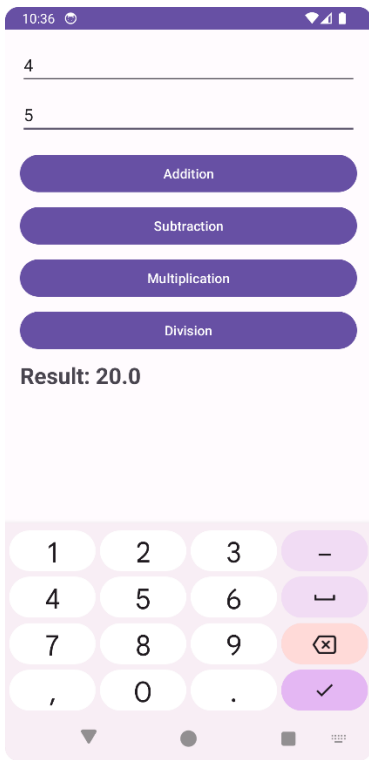 10:36
4
5
Addition
Subtraction
Multiplication
Division
Result: 20.0
1 2 3 –
4 5 6
7 8 9
, 0 .